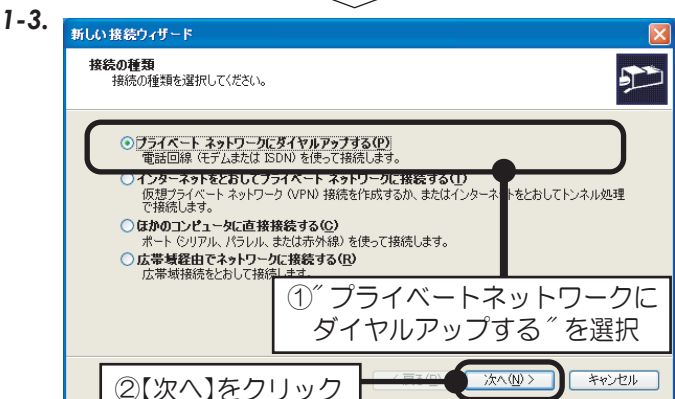 1-3.
新しい接続ウィザード
接続の種類
接続の種類を選択してください。
プライベート ネットワークにダイヤルアップする(P)
電話回線 (モデムまたは ISDN) を使って接続します。
インターネットをとおしてプライベート ネットワークに接続する(I)
仮想プライベート ネットワーク (VPN) 接続を作成するか、またはインターネットをとおしてトンネル処理
で接続します。
ほかのコンピュータに直接接続する(C)
ポート (シリアル、パラレル、または赤外線) を使って接続します。
広帯域経由でネットワークに接続する(R)
広帯域接続をとおして接続します。
①˝プライベートネットワークに
ダイヤルアップする˝を選択
②【次へ】をクリック
< 戻る(B)
次へ(N) >
キャンセル